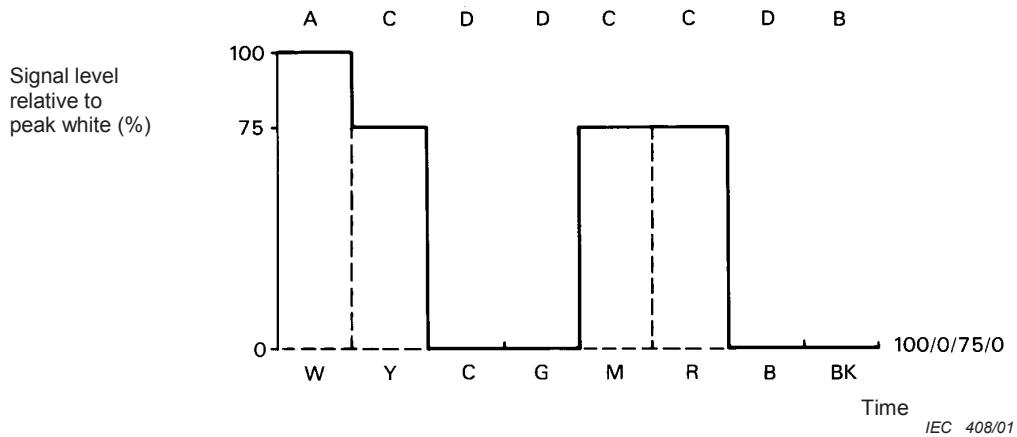 A C D D C C D B
100
Signal level
relative to
peak white (%)
75
0
100/0/75/0
W Y C G M R B BK
Time
IEC 408/01